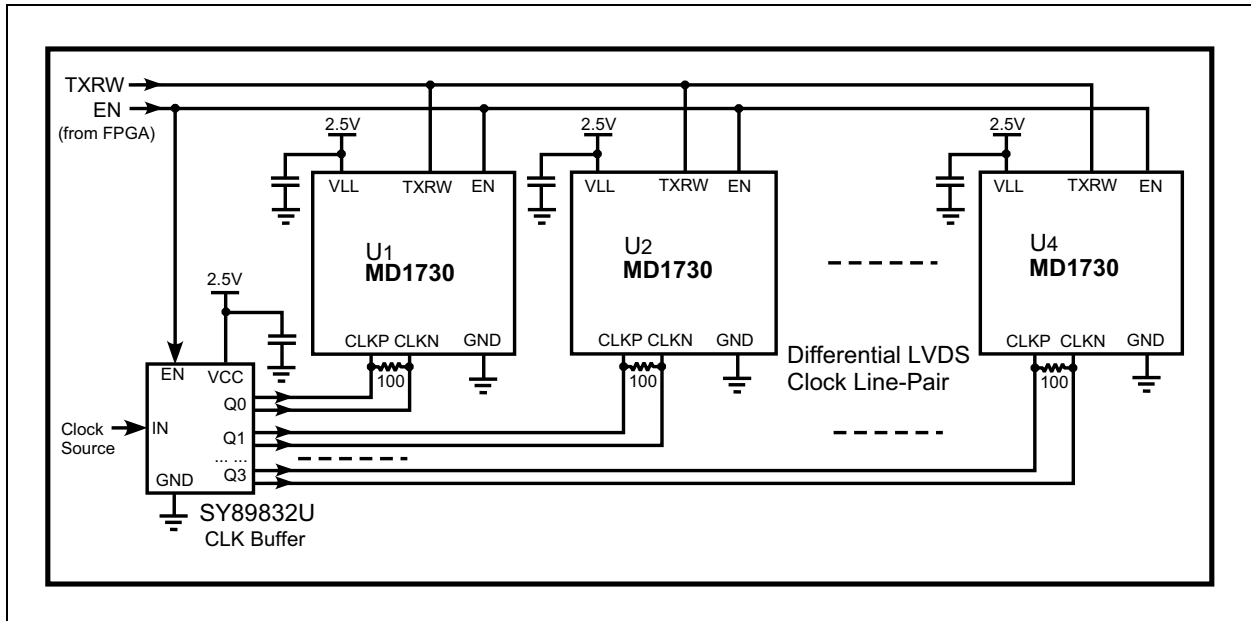 TXRW
EN
(from FPGA)
2.5V
2.5V
2.5V
VLL TXRW EN
VLL TXRW EN
VLL TXRW EN
U1
MD1730
U2
MD1730
U4
MD1730
2.5V
CLKP CLKN GND
100
CLKP CLKN GND
100
Differential LVDS
Clock Line-Pair
CLKP CLKN GND
100
EN VCC
Q0
Clock
Source
IN
Q1
... ...
Q3
GND
SY89832U
CLK Buffer